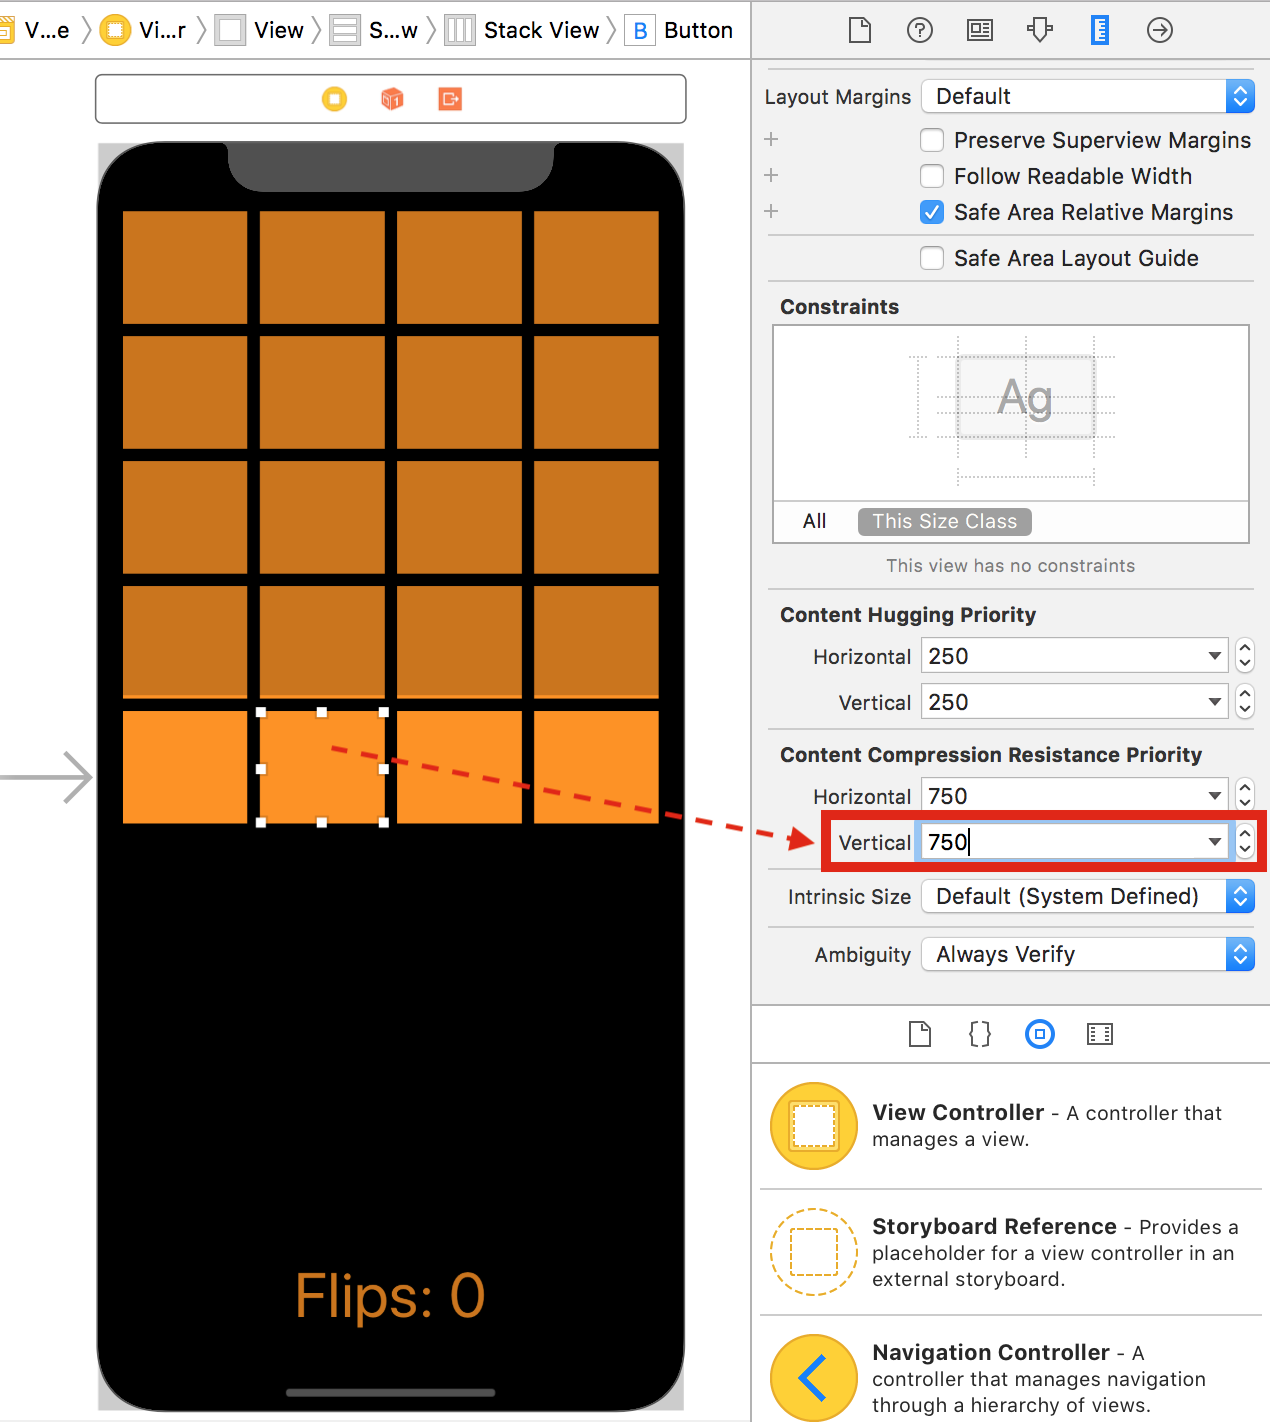 V...e Vi...r View S...w Stack View B Button
Layout Margins Default
Preserve Superview Margins
Follow Readable Width
Safe Area Relative Margins
Safe Area Layout Guide
Constraints
Ag
All This Size Class
This view has no constraints
Content Hugging Priority
Horizontal 250
Vertical 250
Content Compression Resistance Priority
Horizontal 750
Vertical 750
Intrinsic Size Default (System Defined)
Ambiguity Always Verify
{}
View Controller - A controller that
manages a view.
Storyboard Reference - Provides a
placeholder for a view controller in an
external storyboard.
Navigation Controller - A
controller that manages navigation
through a hierarchy of views.
Flips: 0